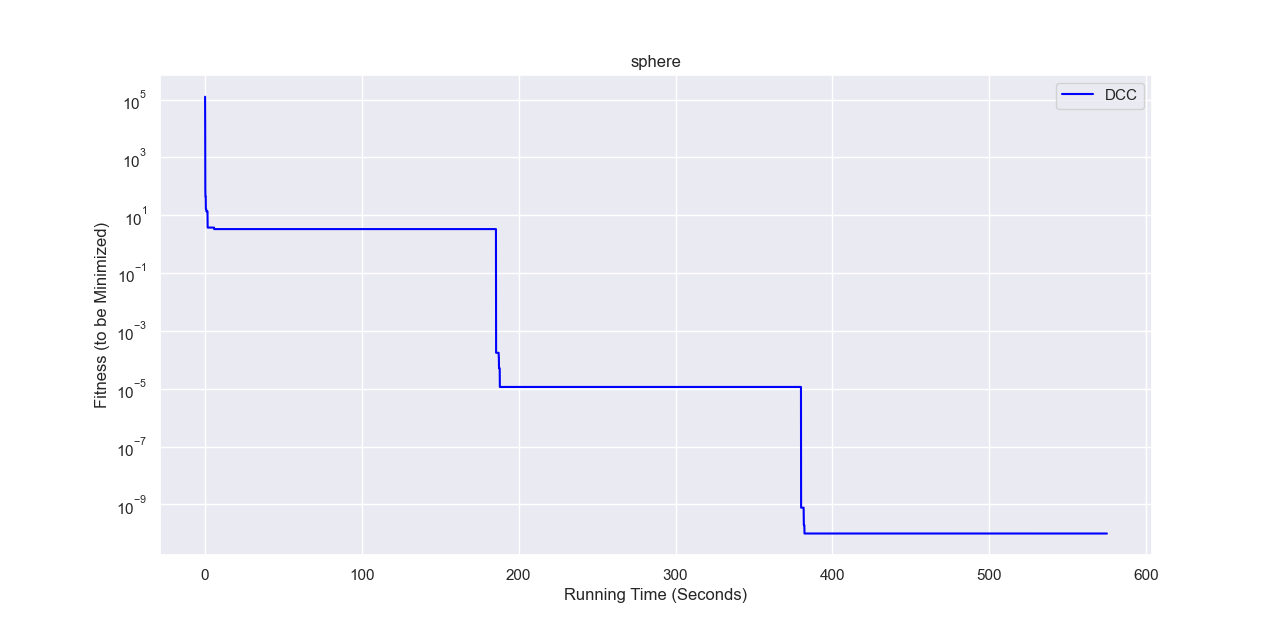 sphere
DCC
10^5
10^3
10^1
10^−1
10^−3
10^−5
10^−7
10^−9
Fitness (to be Minimized)
0 100 200 300 400 500 600
Running Time (Seconds)